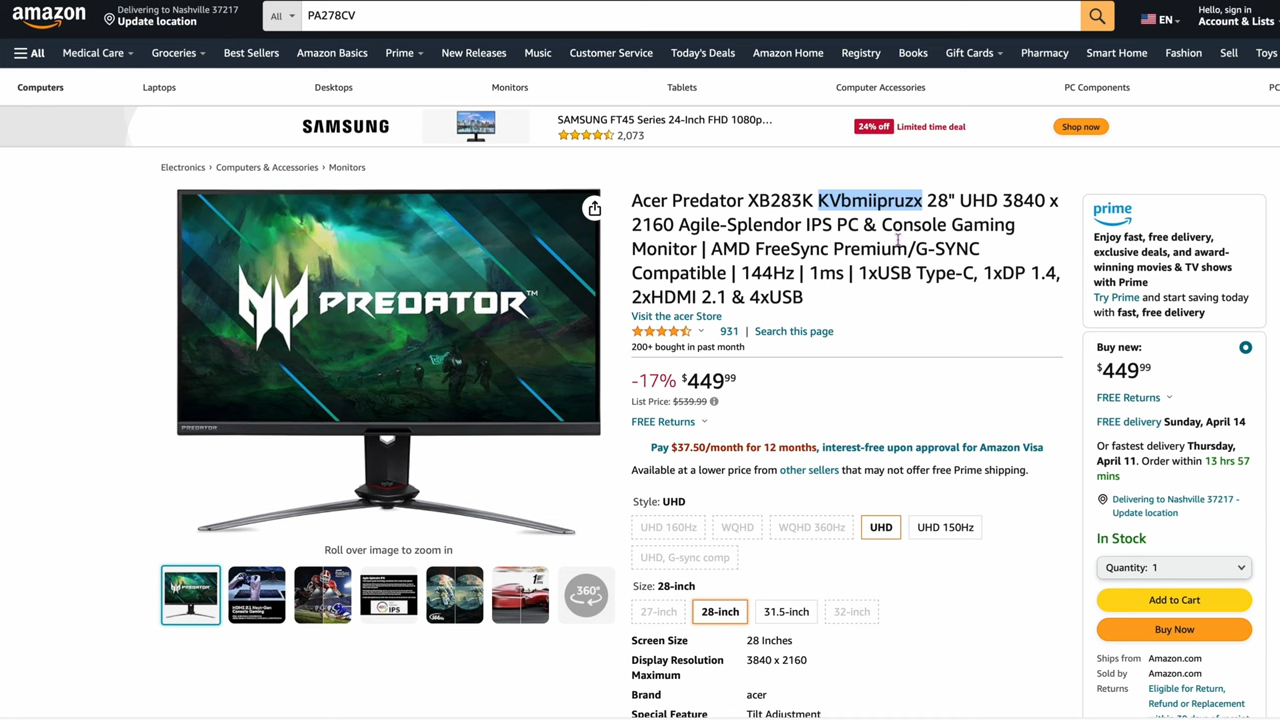 amazon
Delivering to Nashville 37217
Update location
All
PA278CV
EN
Hello, sign in
Account & Lists
All
Medical Care
Groceries
Best Sellers
Amazon Basics
Prime
New Releases
Music
Customer Service
Today's Deals
Amazon Home
Registry
Books
Gift Cards
Pharmacy
Smart Home
Fashion
Sell
Toys
Computers
Laptops
Desktops
Monitors
Tablets
Computer Accessories
PC Components
PC
SAMSUNG
SAMSUNG FT45 Series 24-Inch FHD 1080p...
2,073
24% off Limited time deal
Shop now
Electronics › Computers & Accessories › Monitors
PREDATOR™
PREDATOR
Roll over image to zoom in
360°
Acer Predator XB283K KVbmiipruzx 28" UHD 3840 x
2160 Agile-Splendor IPS PC & Console Gaming
Monitor | AMD FreeSync Premium/G-SYNC
Compatible | 144Hz | 1ms | 1xUSB Type-C, 1xDP 1.4,
2xHDMI 2.1 & 4xUSB
Visit the acer Store
931 | Search this page
200+ bought in past month
-17% $449⁹⁹
List Price: $539.99
FREE Returns
Pay $37.50/month for 12 months, interest-free upon approval for Amazon Visa
Available at a lower price from other sellers that may not offer free Prime shipping.
Style: UHD
UHD 160Hz
WQHD
WQHD 360Hz
UHD
UHD 150Hz
UHD, G-sync comp
Size: 28-inch
27-inch
28-inch
31.5-inch
32-inch
Screen Size 28 Inches
Display Resolution 3840 x 2160
Maximum
Brand acer
Special Feature Tilt Adjustment
prime
Enjoy fast, free delivery,
exclusive deals, and award-
winning movies & TV shows
with Prime
Try Prime and start saving today
with fast, free delivery
Buy new:
$449⁹⁹
FREE Returns
FREE delivery Sunday, April 14
Or fastest delivery Thursday,
April 11. Order within 13 hrs 57
mins
Delivering to Nashville 37217 -
Update location
In Stock
Quantity: 1
Add to Cart
Buy Now
Ships from Amazon.com
Sold by Amazon.com
Returns Eligible for Return,
Refund or Replacement